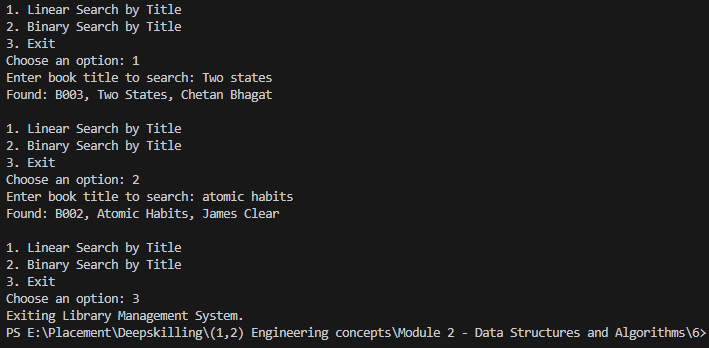 1. Linear Search by Title
2. Binary Search by Title
3. Exit
Choose an option: 1
Enter book title to search: Two states
Found: B003, Two States, Chetan Bhagat

1. Linear Search by Title
2. Binary Search by Title
3. Exit
Choose an option: 2
Enter book title to search: atomic habits
Found: B002, Atomic Habits, James Clear

1. Linear Search by Title
2. Binary Search by Title
3. Exit
Choose an option: 3
Exiting Library Management System.
PS E:\Placement\Deepskilling\(1,2) Engineering concepts\Module 2 - Data Structures and Algorithms\6>